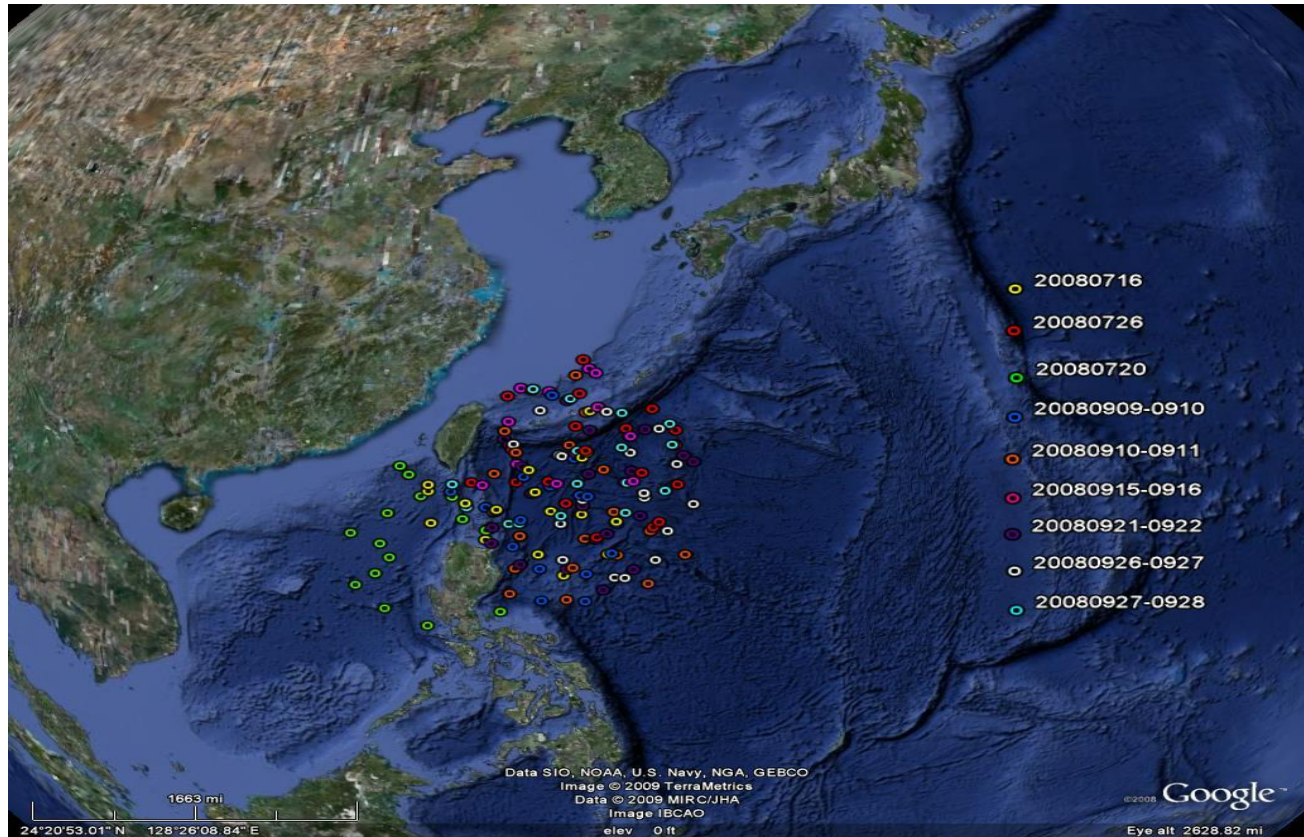 20080716
20080726
20080720
20080909-0910
20080910-0911
20080915-0916
20080921-0922
20080926-0927
20080927-0928
Data SIO, NOAA, U.S. Navy, NGA, GEBCO
Image © 2009 TerraMetrics
Data © 2009 MIRC/JHA
Image IBCAO
1663 mi
©2008 Google™
24°20'53.01" N 128°26'08.84" E elev 0 ft Eye alt 2628.82 mi